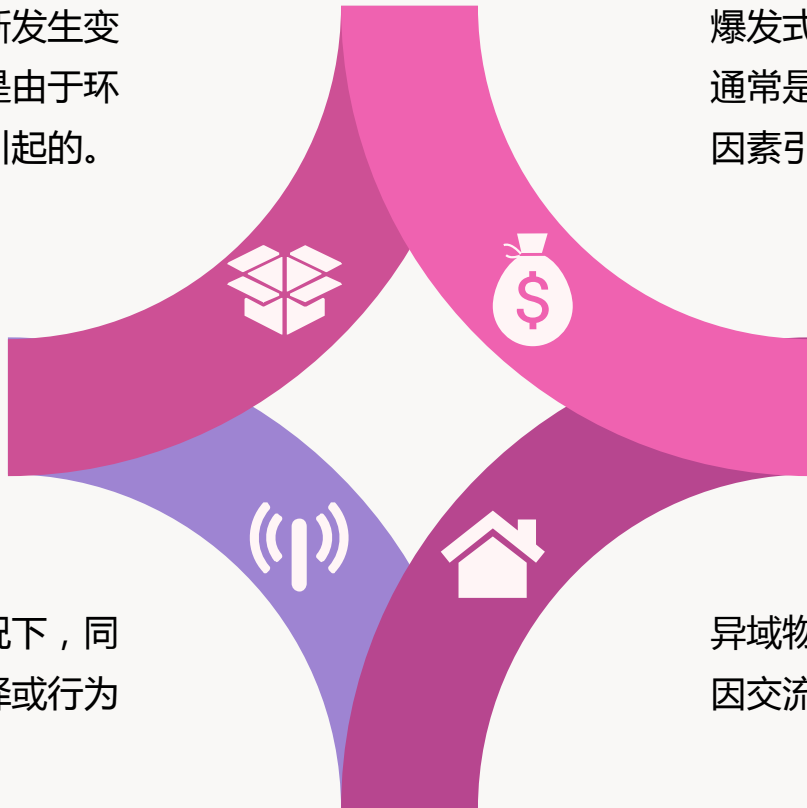 新发生变
是由于环
引起的。
爆发式
通常是
因素引
$
况下，同
择或行为
异域物
因交流